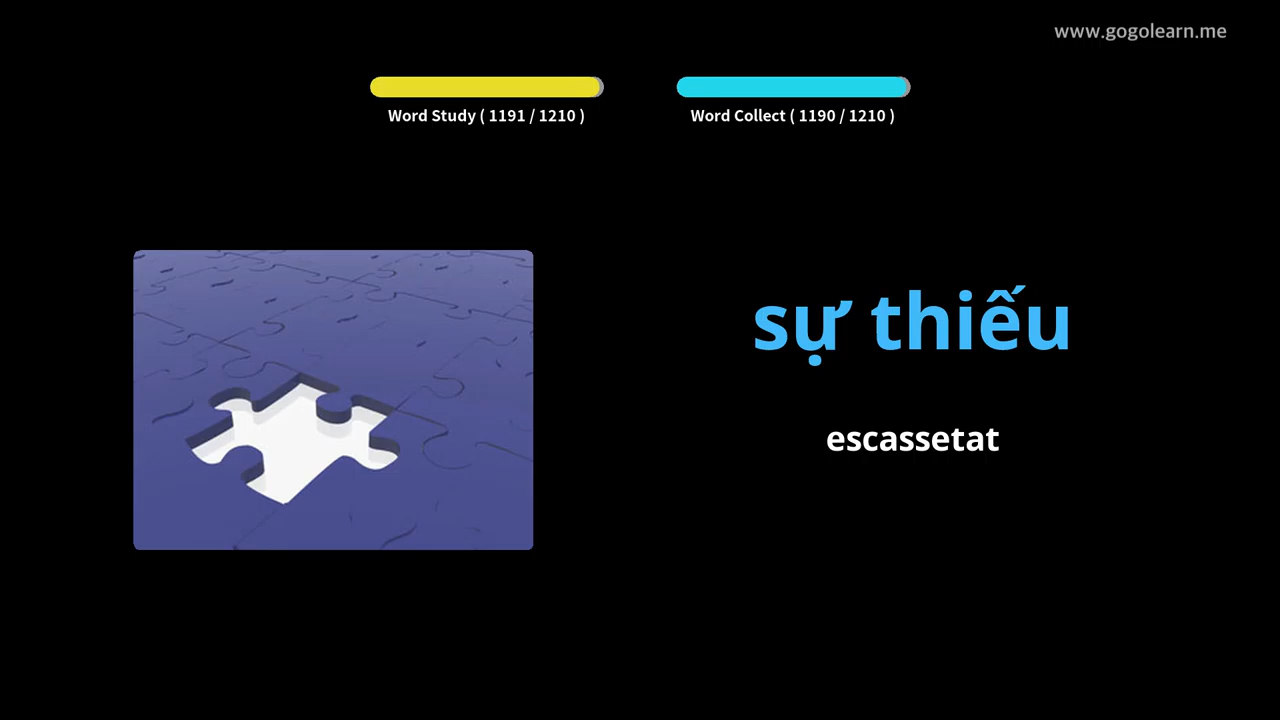 www.gogolearn.me
Word Study ( 1191 / 1210 )
Word Collect ( 1190 / 1210 )
sự thiếu
escassetat